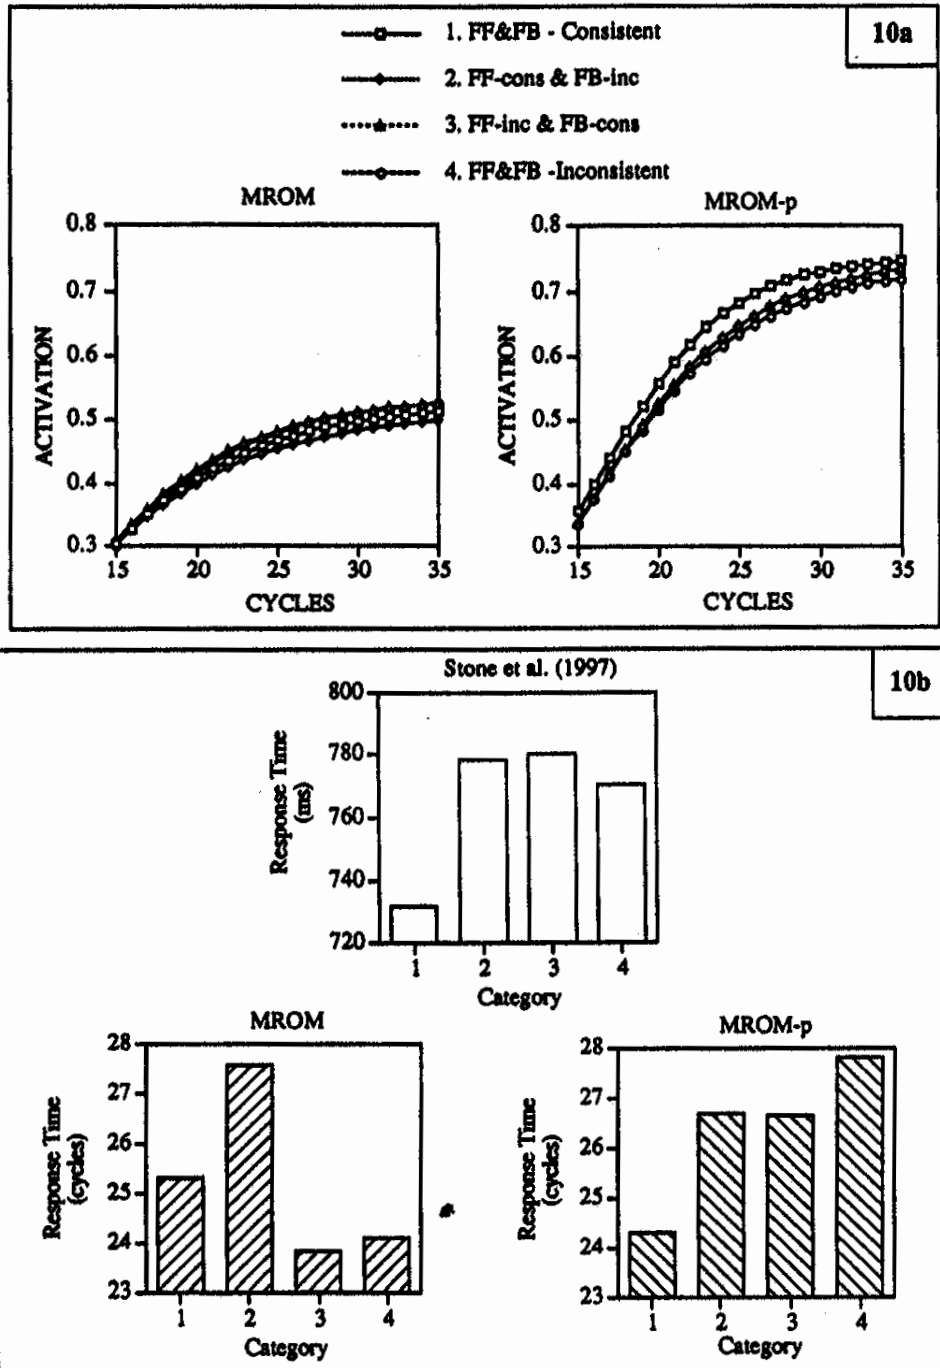 10a
1. FF&FB - Consistent
2. FF-cons & FB-inc
3. FF-inc & FB-cons
4. FF&FB -Inconsistent
MROM
0.8
0.7
0.6
0.5
0.4
0.3
ACTIVATION
15 20 25 30 35
CYCLES
MROM-p
0.8
0.7
0.6
0.5
0.4
0.3
ACTIVATION
15 20 25 30 35
CYCLES
10b
Stone et al. (1997)
800
780
760
740
720
Response Time
(ms)
1 2 3 4
Category
MROM
28
27
26
25
24
23
Response Time
(cycles)
1 2 3 4
Category
MROM-p
28
27
26
25
24
23
Response Time
(cycles)
1 2 3 4
Category